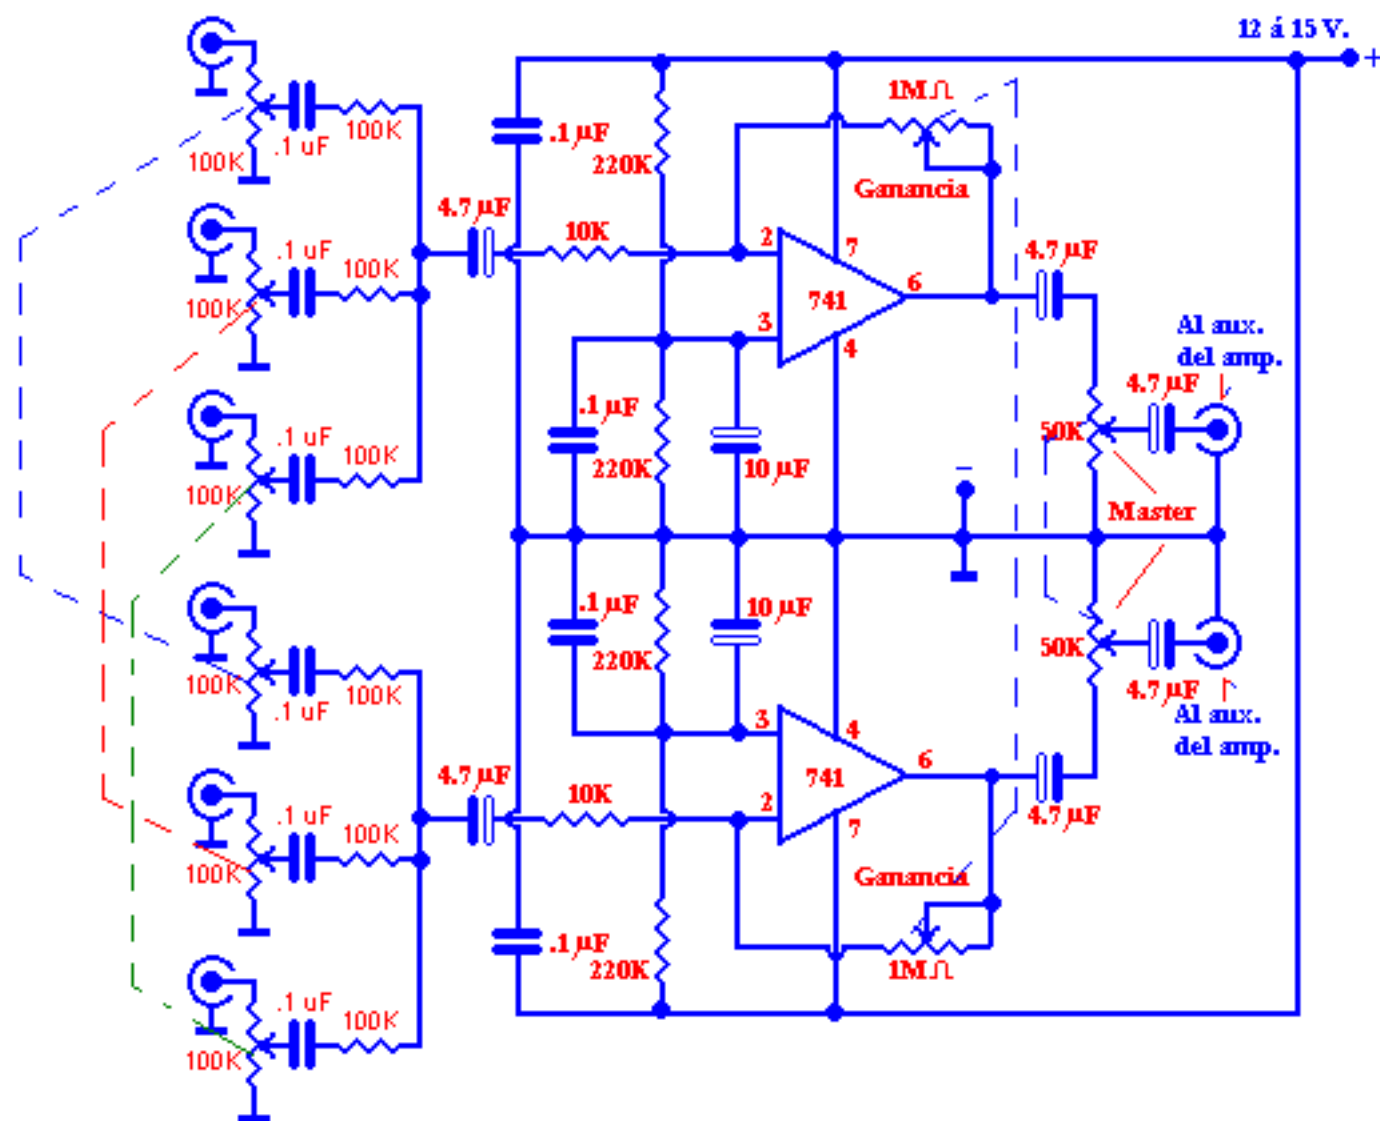 12 á 15 V.
+
1M Ω
.1 µF
100K
.1 uF
100K
220K
Ganancia
4.7 µF
10K
2
7
4.7 µF
.1 uF
100K
100K
741
6
3
4
Al aux.
del amp.
4.7 µF
.1 µF
50K
.1 uF
100K
220K
10 µF
100K
−
Master
.1 µF
10 µF
220K
50K
100K
100K
.1 uF
4.7 µF
Al aux.
del amp.
3
4
6
4.7 µF
10K
741
2
7
4.7 µF
.1 uF
100K
100K
Ganancia
.1 µF
220K
1M Ω
.1 uF
100K
100K